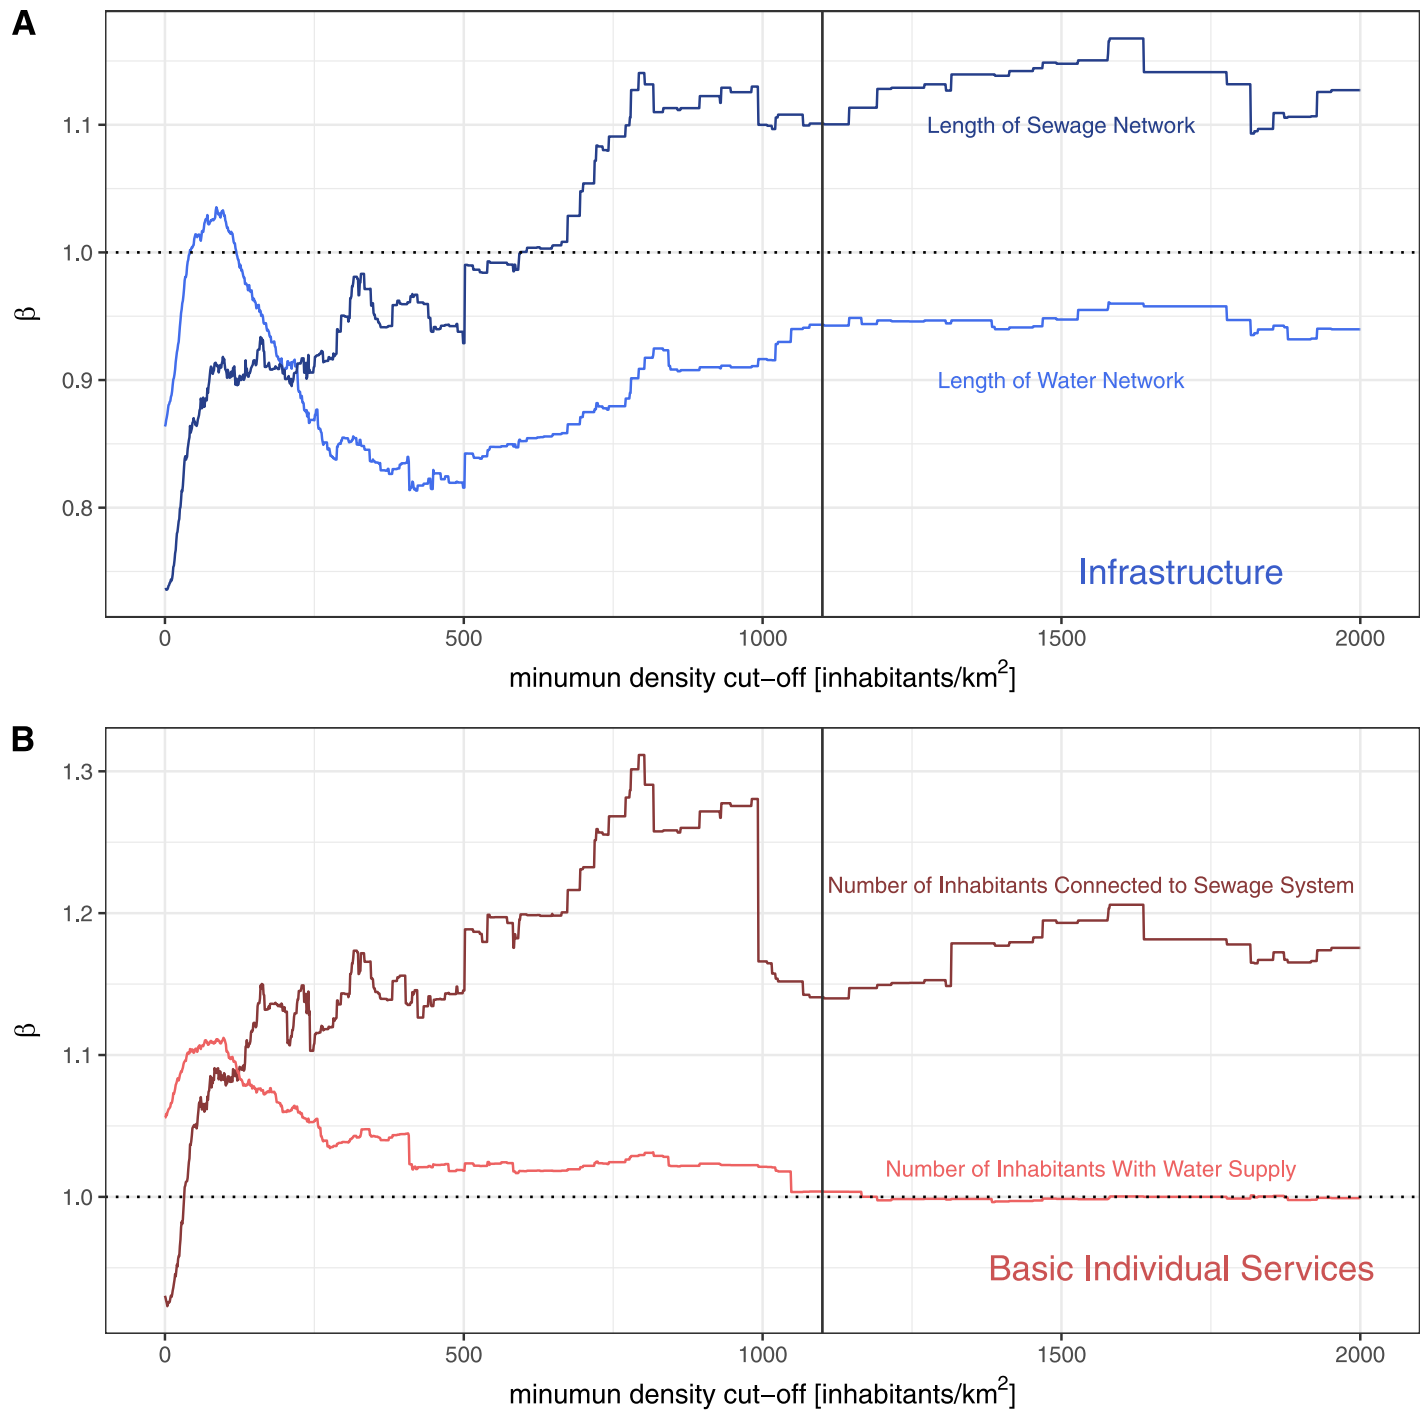 A
1.1
1.0
0.9
0.8
β
Length of Sewage Network
Length of Water Network
Infrastructure
0 500 1000 1500 2000
minumun density cut−off [inhabitants/km²]
B
1.3
1.2
1.1
1.0
β
Number of Inhabitants Connected to Sewage System
Number of Inhabitants With Water Supply
Basic Individual Services
0 500 1000 1500 2000
minumun density cut−off [inhabitants/km²]